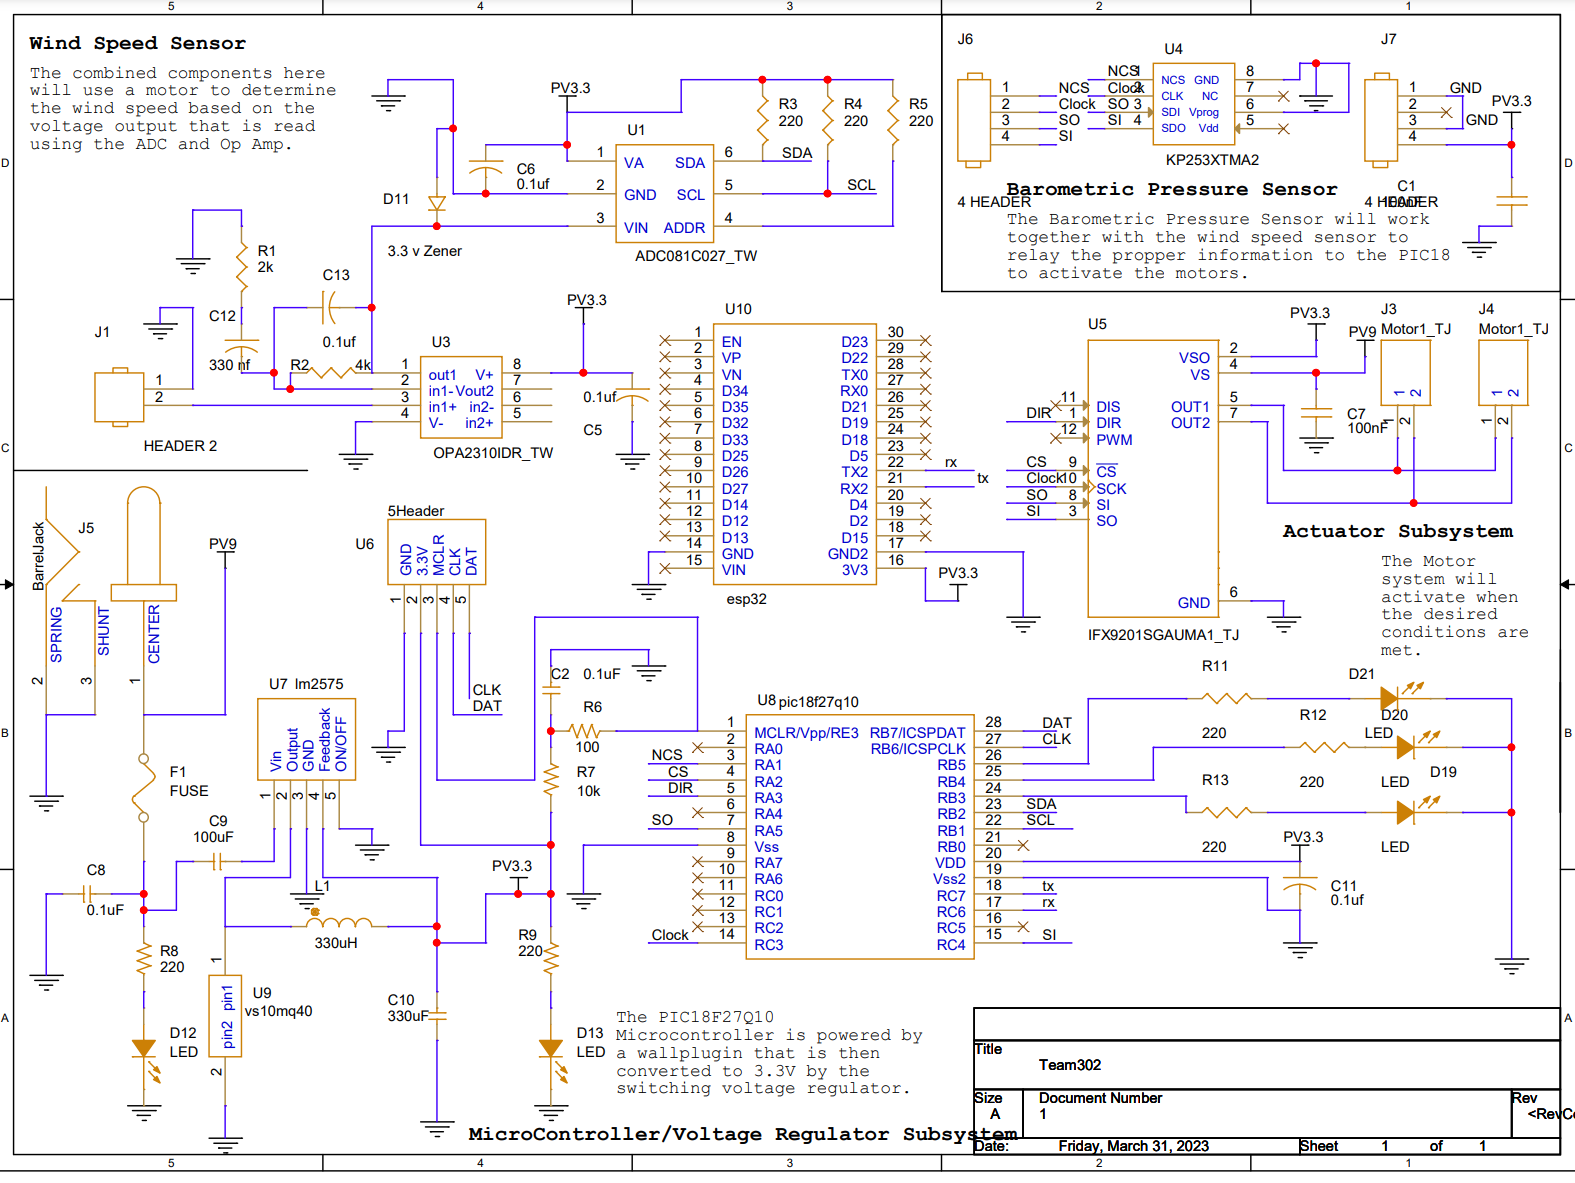 5 4 3 2 1
Wind Speed Sensor
The combined components here
will use a motor to determine
the wind speed based on the
voltage output that is read
using the ADC and Op Amp.
D
C
B
A
PV3.3
R3
220
R4
220
R5
220
U1
C6
0.1uf
1 VA
2 GND
3 VIN
SDA 6
SCL 5
ADDR 4
SDA
SCL
ADC081C027_TW
D11
3.3 v Zener
R1
2k
C13
0.1uf
C12
330 nf
R2
4k
J1
1
2
HEADER 2
U3
1 out1
2 in1-
3 in1+
4 V-
V+ 8
Vout2 7
in2- 6
in2+ 5
OPA2310IDR_TW
PV3.3
0.1uf
C5
J6
1 NCS
2 Clock
3 SO
4 SI
4 HEADER
U4
NCS 1 NCS
Clock CLK
SO 3 SDI
SI 4 SDO
GND 8
NC 7
Vprog 6
Vdd 5
KP253XTMA2
J7
1 GND
2
3 GND
4
4 HEADER
PV3.3
C1
Barometric Pressure Sensor
The Barometric Pressure Sensor will work
together with the wind speed sensor to
relay the propper information to the PIC18
to activate the motors.
U10
1 EN
2 VP
3 VN
4 D34
5 D35
6 D32
7 D33
8 D25
9 D26
10 D27
11 D14
12 D12
13 D13
14 GND
15 VIN
D23 30
D22 29
TX0 28
RX0 27
D21 26
D19 25
D18 24
D5 23
TX2 22 rx
RX2 21 tx
D4 20
D2 19
D15 18
GND2 17
3V3 16
PV3.3
esp32
U5
11 DIS
DIR 1 DIR
12 PWM
CS 9 CS
Clock 10 SCK
SO 8 SI
SI 3 SO
VSO 2
VS 4
OUT1 5
OUT2 7
GND 6
IFX9201SGAUMA1_TJ
PV3.3
PV9
C7
100nF
J3
Motor1_TJ
1 2
1 2
J4
Motor1_TJ
1 2
1 2
Actuator Subsystem
The Motor
system will
activate when
the desired
conditions are
met.
BarrelJack
J5
SPRING
SHUNT
CENTER
2
3
1
PV9
F1
FUSE
5Header
U6
GND
3.3V
MCLR
CLK
DAT
1 2 3 4 5
CLK
DAT
U7 lm2575
Vin
Output
GND
Feedback
ON/OFF
1 2 3 4 5
C9
100uF
C8
0.1uF
L1
330uH
R8
220
D12
LED
U9
vs10mq40
1
pin1
pin2
2
C10
330uF
PV3.3
R9
220
D13
LED
C2 0.1uF
R6
100
R7
10k
U8 pic18f27q10
1 MCLR/Vpp/RE3
2 RA0
NCS 3 RA1
CS 4 RA2
DIR 5 RA3
6 RA4
SO 7 RA5
8 Vss
9 RA7
10 RA6
11 RC0
12 RC1
13 RC2
Clock 14 RC3
RB7/ICSPDAT 28 DAT
RB6/ICSPCLK 27 CLK
RB5 26
RB4 25
RB3 24
RB2 23 SDA
RB1 22 SCL
RB0 21
VDD 20
Vss2 19
RC7 18 tx
RC6 17 rx
RC5 16
RC4 15 SI
R11
220
D21
LED
R12
220
D20
LED
R13
220
D19
LED
PV3.3
C11
0.1uf
The PIC18F27Q10
Microcontroller is powered by
a wallplugin that is then
converted to 3.3V by the
switching voltage regulator.
MicroController/Voltage Regulator Subsystem
Title
Team302
Size
A
Document Number
1
Rev
Date: Friday, March 31, 2023
Sheet 1 of 1
5 4 3 2 1
D
C
B
A